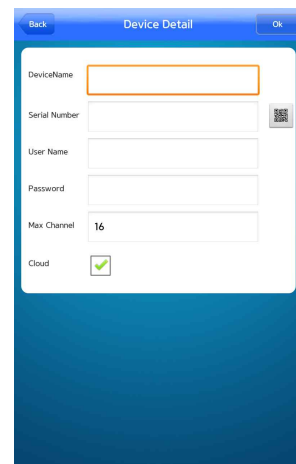 Back
Device Detail
Ok
DeviceName
Serial Number
User Name
Password
Max Channel
16
Cloud